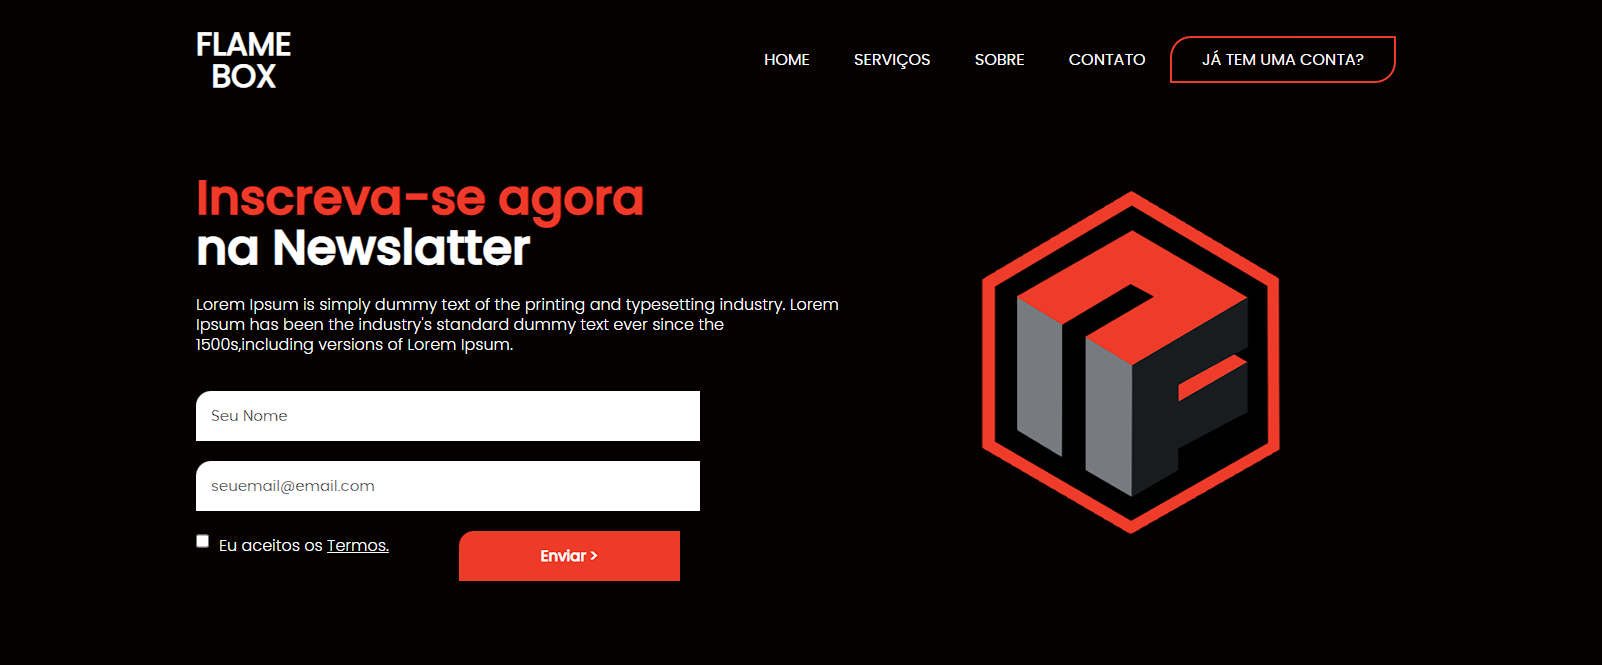 FLAME
BOX
HOME SERVIÇOS SOBRE CONTATO JÁ TEM UMA CONTA?
Inscreva-se agora
na Newslatter
Lorem Ipsum is simply dummy text of the printing and typesetting industry. Lorem
Ipsum has been the industry's standard dummy text ever since the
1500s,including versions of Lorem Ipsum.
Seu Nome
seuemail@email.com
Eu aceitos os Termos.
Enviar >